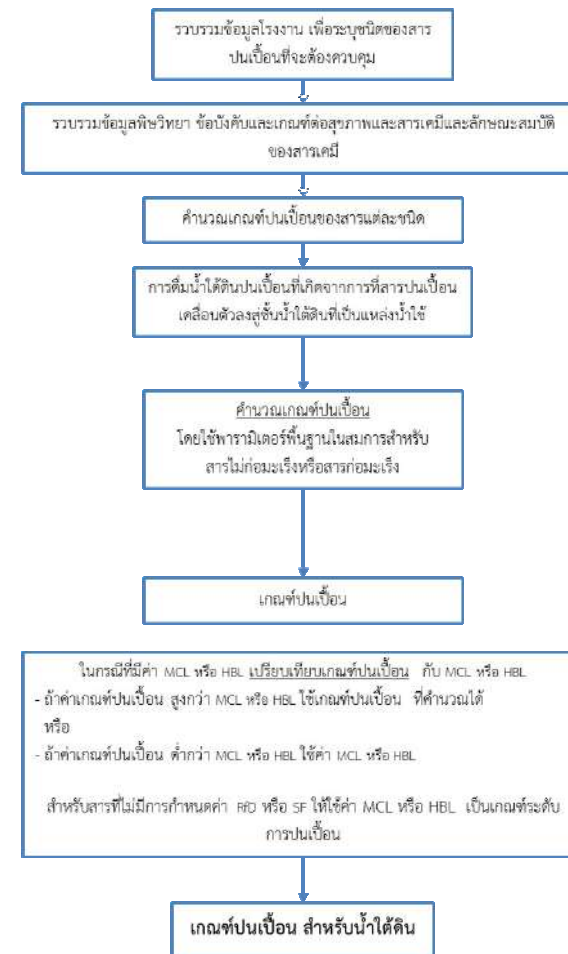 รวบรวมข้อมูลโรงงาน เพื่อระบุชนิดของสาร
ปนเปื้อนที่จะต้องควบคุม
รวบรวมข้อมูลพิษวิทยา ข้อบังคับและเกณฑ์ต่อสุขภาพและสารเคมีและลักษณะสมบัติ
ของสารเคมี
คำนวณเกณฑ์ปนเปื้อนของสารแต่ละชนิด
การดื่มน้ำใต้ดินปนเปื้อนที่เกิดจากการที่สารปนเปื้อน
เคลื่อนตัวลงสู่ชั้นน้ำใต้ดินที่เป็นแหล่งน้ำใช้
คำนวณเกณฑ์ปนเปื้อน
โดยใช้พารามิเตอร์พื้นฐานในสมการสำหรับ
สารไม่ก่อมะเร็งหรือสารก่อมะเร็ง
เกณฑ์ปนเปื้อน
ในกรณีที่มีค่า MCL หรือ HBL เปรียบเทียบเกณฑ์ปนเปื้อน กับ MCL หรือ HBL
- ถ้าค่าเกณฑ์ปนเปื้อน สูงกว่า MCL หรือ HBL ใช้เกณฑ์ปนเปื้อน ที่คำนวณได้
หรือ
- ถ้าค่าเกณฑ์ปนเปื้อน ต่ำกว่า MCL หรือ HBL ใช้ค่า MCL หรือ HBL
สำหรับสารที่ไม่มีการกำหนดค่า RfD หรือ SF ให้ใช้ค่า MCL หรือ HBL เป็นเกณฑ์ระดับ
การปนเปื้อน
เกณฑ์ปนเปื้อน สำหรับน้ำใต้ดิน